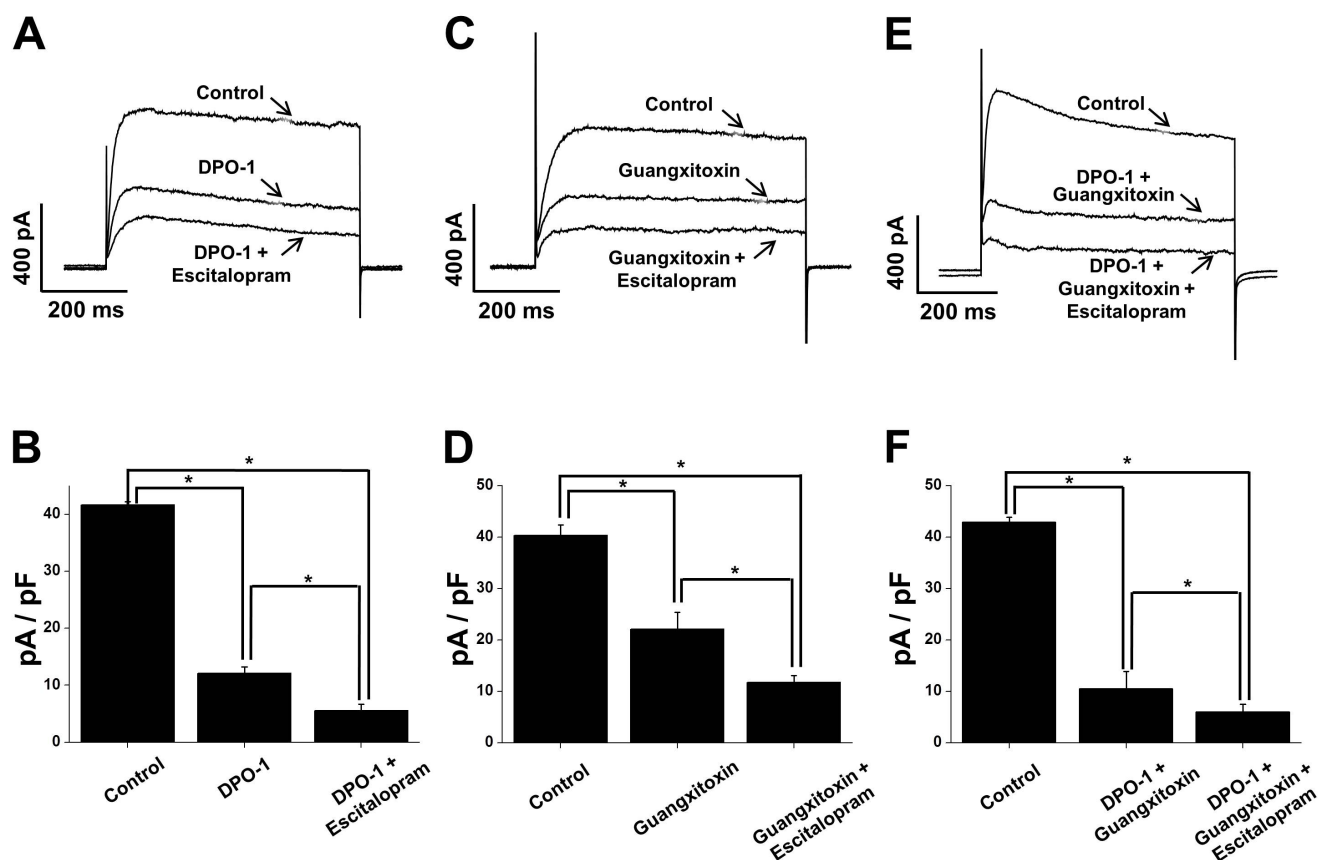 A
Control
DPO-1
DPO-1 +
Escitalopram
400 pA
200 ms
C
Control
Guangxitoxin
Guangxitoxin +
Escitalopram
400 pA
200 ms
E
Control
DPO-1 +
Guangxitoxin
DPO-1 +
Guangxitoxin +
Escitalopram
400 pA
200 ms
B
*
*
*
pA / pF
40
30
20
10
0
Control
DPO-1
DPO-1 +
Escitalopram
D
*
*
*
pA / pF
50
40
30
20
10
0
Control
Guangxitoxin
Guangxitoxin +
Escitalopram
F
*
*
*
pA / pF
50
40
30
20
10
0
Control
DPO-1 +
Guangxitoxin
DPO-1 +
Guangxitoxin +
Escitalopram